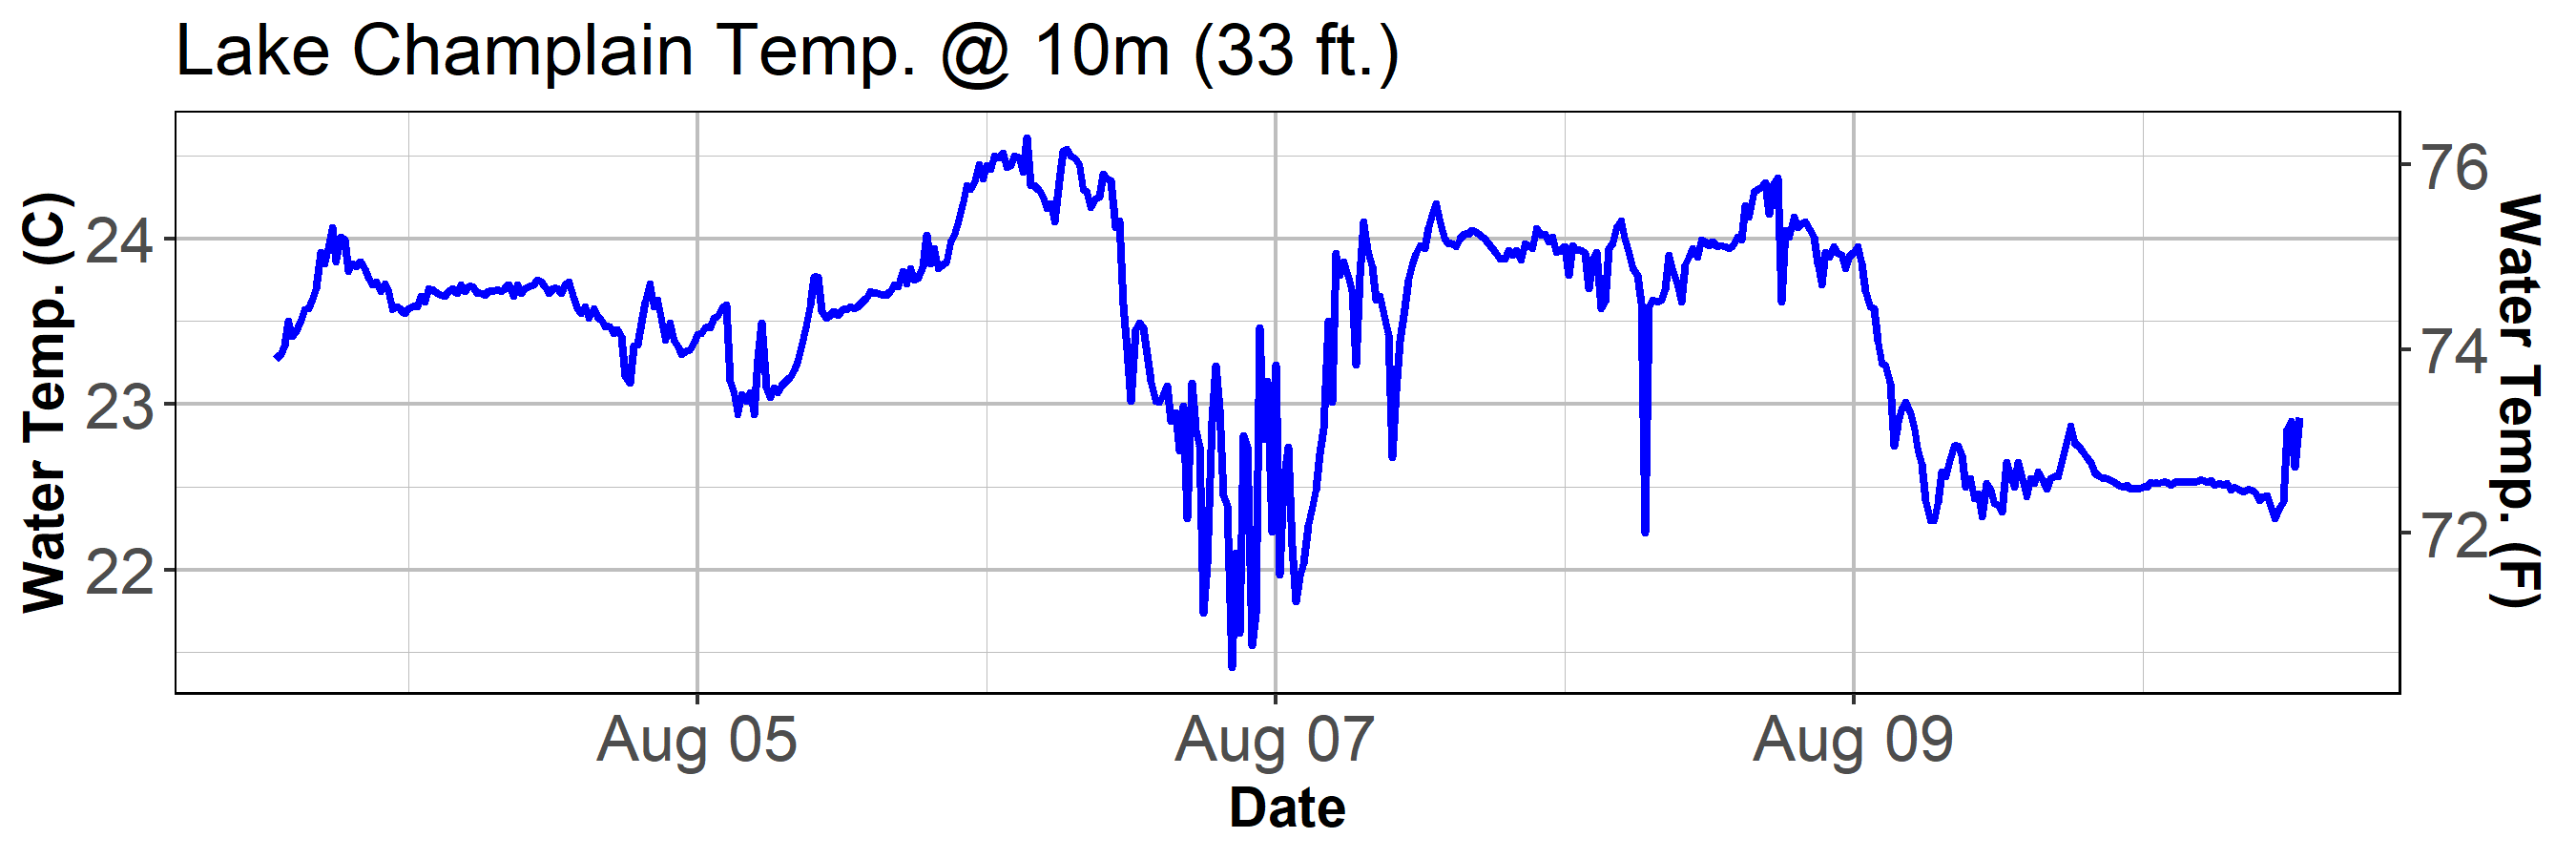 Lake Champlain Temp. @ 10m (33 ft.)
Water Temp. (C)
24
23
22
76
74
72
Water Temp. (F)
Aug 05
Aug 07
Aug 09
Date